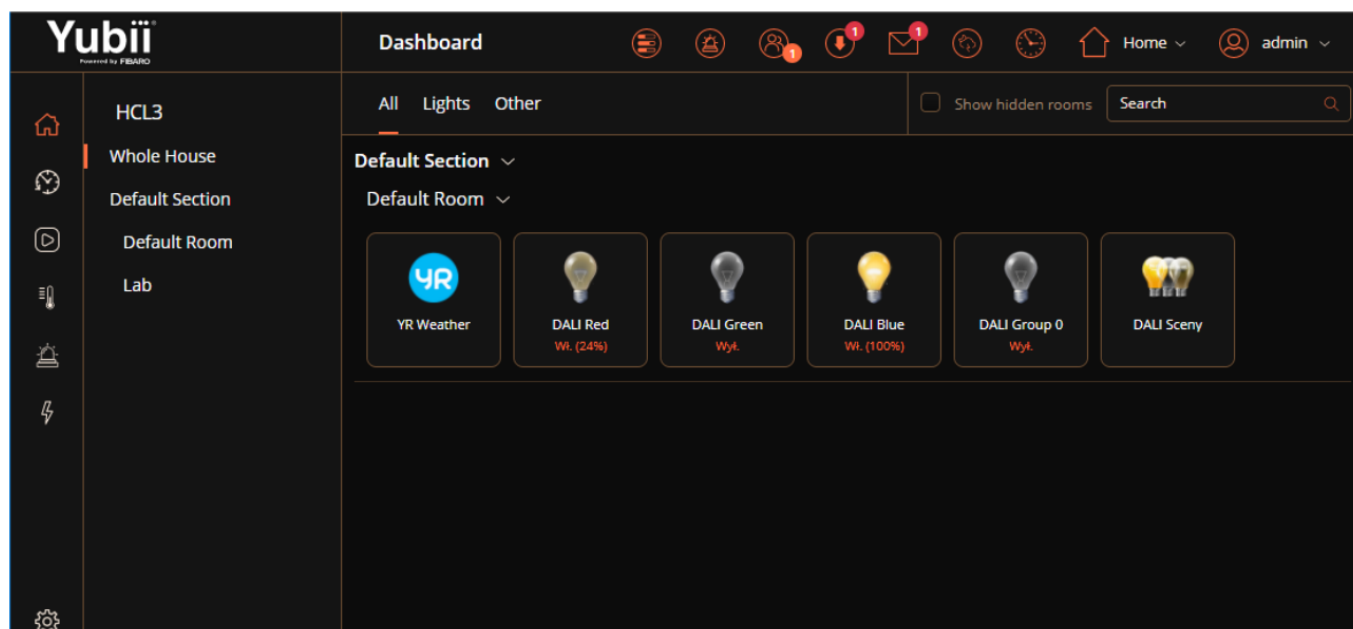 Yubii
Powered by FIBARO
Dashboard
1
1
1
Home
admin
HCL3
Whole House
Default Section
Default Room
Lab
All Lights Other
Show hidden rooms
Search
Default Section
Default Room
YR
YR Weather
DALI Red
Wł. (24%)
DALI Green
Wył.
DALI Blue
Wł. (100%)
DALI Group 0
Wył.
DALI Sceny